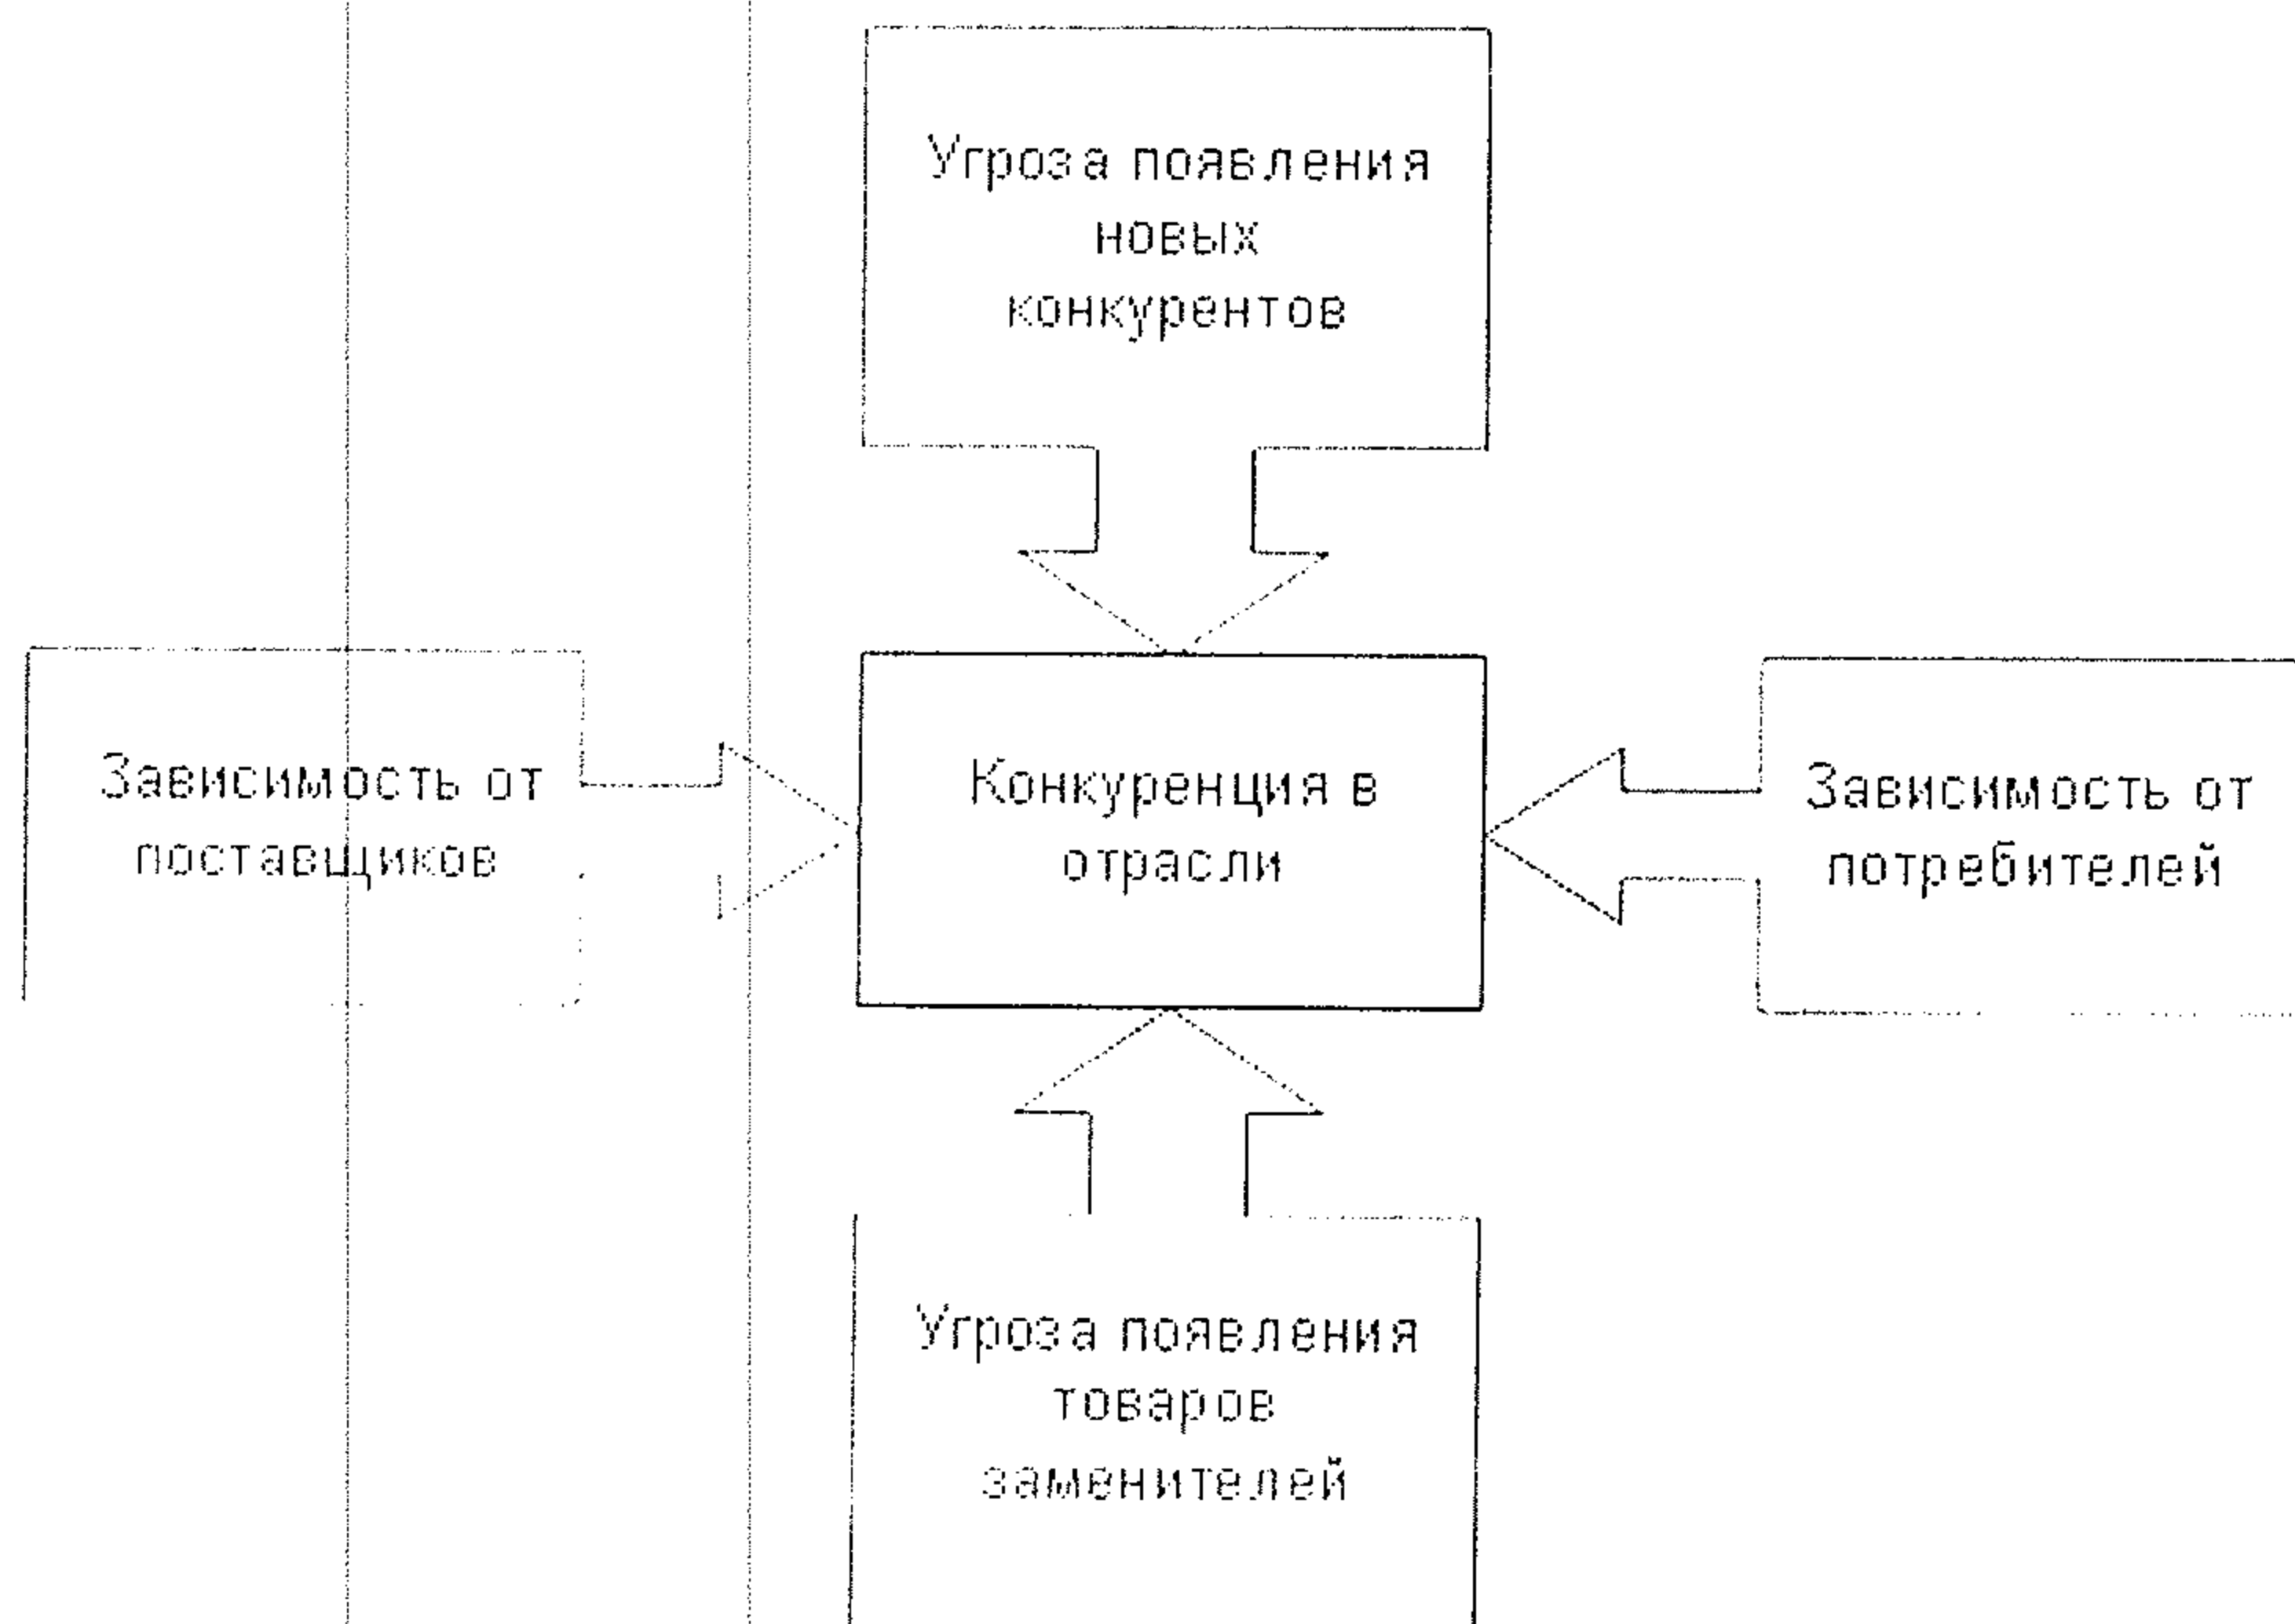 Угроза появления
новых
конкурентов
Зависимость от
поставщиков
Конкуренция в
отрасли
Зависимость от
потребителей
Угроза появления
товаров
заменителей